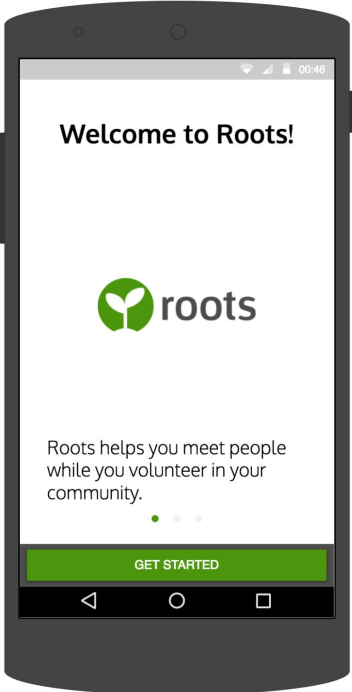 00:46
Welcome to Roots!
roots
Roots helps you meet people
while you volunteer in your
community.
GET STARTED